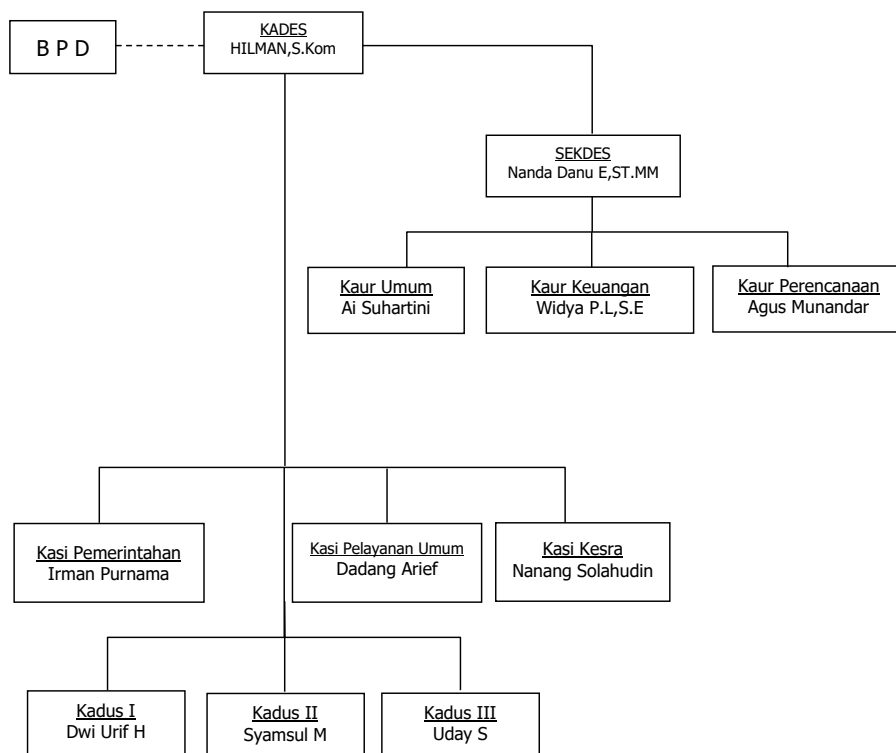 B P D
KADES
HILMAN,S.Kom
SEKDES
Nanda Danu E,ST.MM
Kaur Umum
Ai Suhartini
Kaur Keuangan
Widya P.L,S.E
Kaur Perencanaan
Agus Munandar
Kasi Pemerintahan
Irman Purnama
Kasi Pelayanan Umum
Dadang Arief
Kasi Kesra
Nanang Solahudin
Kadus I
Dwi Urif H
Kadus II
Syamsul M
Kadus III
Uday S